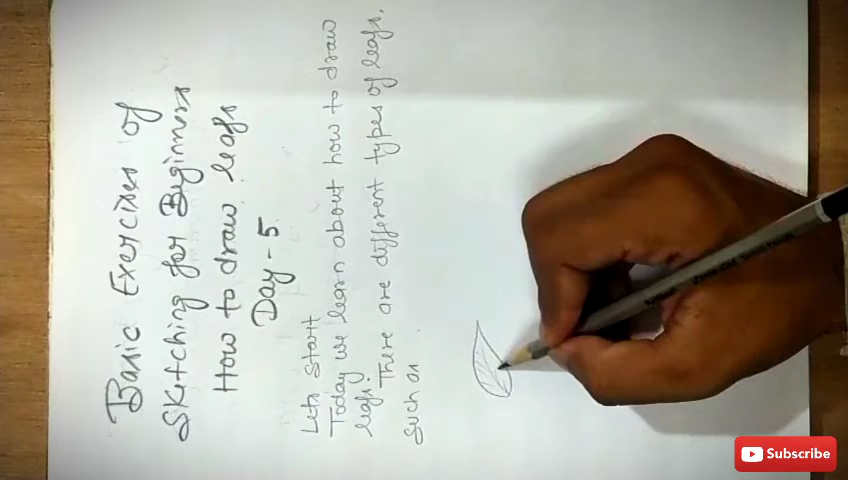 Basic Exercises of
Sketching for Beginners
How to draw leafs
Day - 5
Lets start
Today we learn about how to draw
leafs.
There are different types of leafs.
Such as
Subscribe